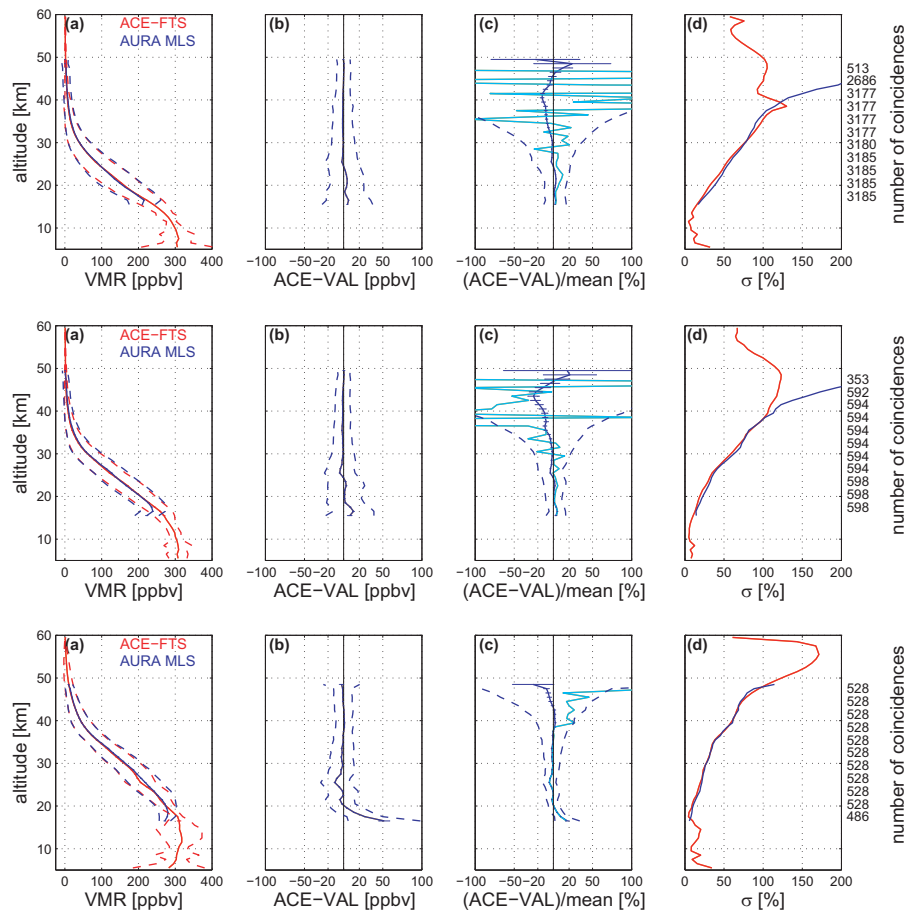 (a) ACE−FTS
AURA MLS
(b)
(c)
(d)
60
50
40
30
20
10
altitude [km]
0 100 200 300 400
VMR [ppbv]
−100 −50 −20 20 50 100
ACE−VAL [ppbv]
−100 −50 −20 20 50 100
(ACE−VAL)/mean [%]
0 50 100 150 200
σ [%]
513
2686
3177
3177
3177
3177
3180
3185
3185
3185
3185
number of coincidences
(a) ACE−FTS
AURA MLS
(b)
(c)
(d)
60
50
40
30
20
10
altitude [km]
0 100 200 300 400
VMR [ppbv]
−100 −50 −20 20 50 100
ACE−VAL [ppbv]
−100 −50 −20 20 50 100
(ACE−VAL)/mean [%]
0 50 100 150 200
σ [%]
353
592
594
594
594
594
594
594
598
598
598
number of coincidences
(a) ACE−FTS
AURA MLS
(b)
(c)
(d)
60
50
40
30
20
10
altitude [km]
0 100 200 300 400
VMR [ppbv]
−100 −50 −20 20 50 100
ACE−VAL [ppbv]
−100 −50 −20 20 50 100
(ACE−VAL)/mean [%]
0 50 100 150 200
σ [%]
528
528
528
528
528
528
528
528
528
486
number of coincidences